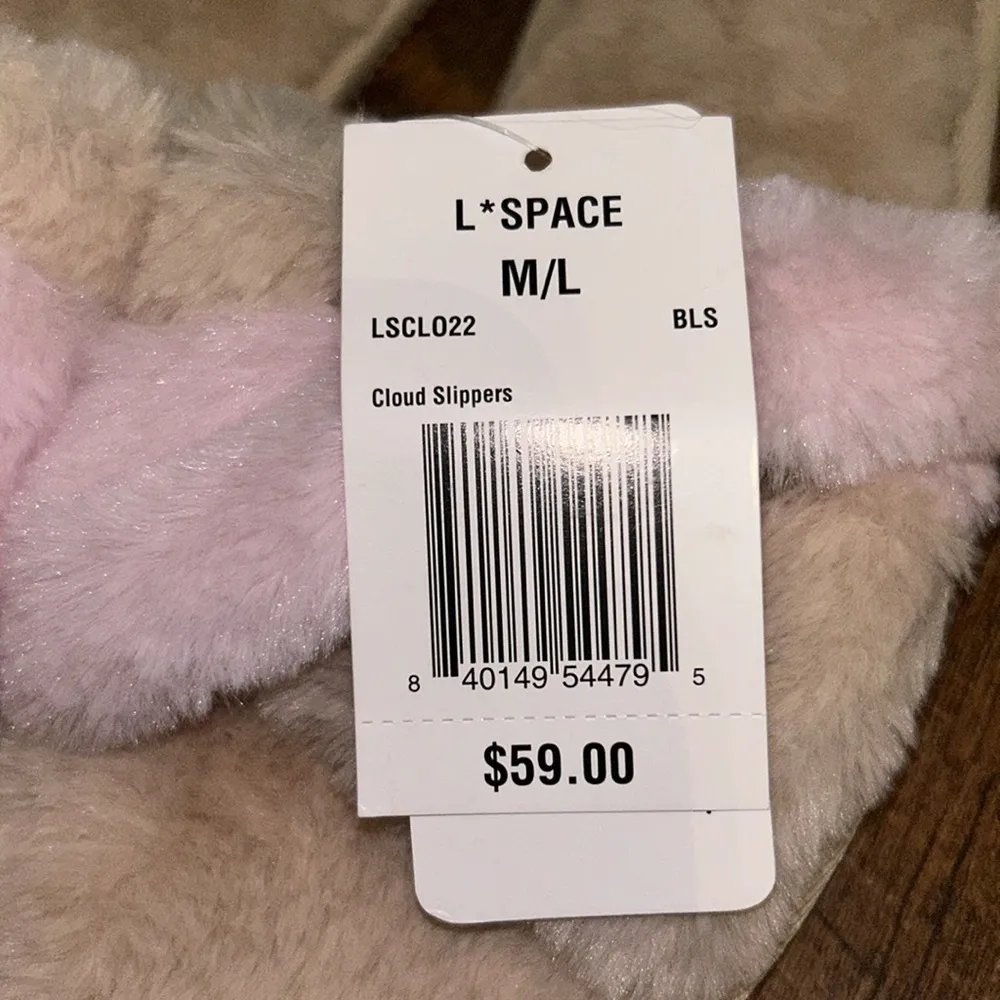 L*SPACE
M/L
LSCLO22 BLS
Cloud Slippers
8 40149 54479 5
$59.00